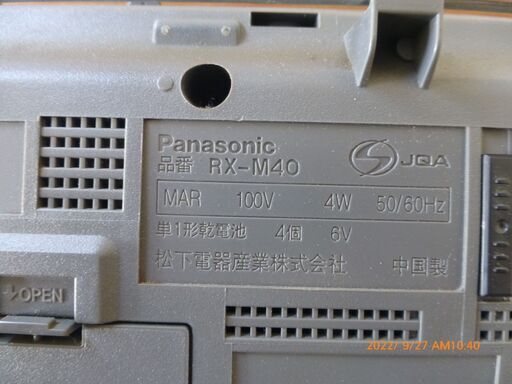 Panasonic
品番 RX-M40
JQA
MAR 100V 4W 50/60Hz
単1形乾電池 4個 6V
松下電器産業株式会社 中国製
OPEN
2022/ 9/27 AM10:40